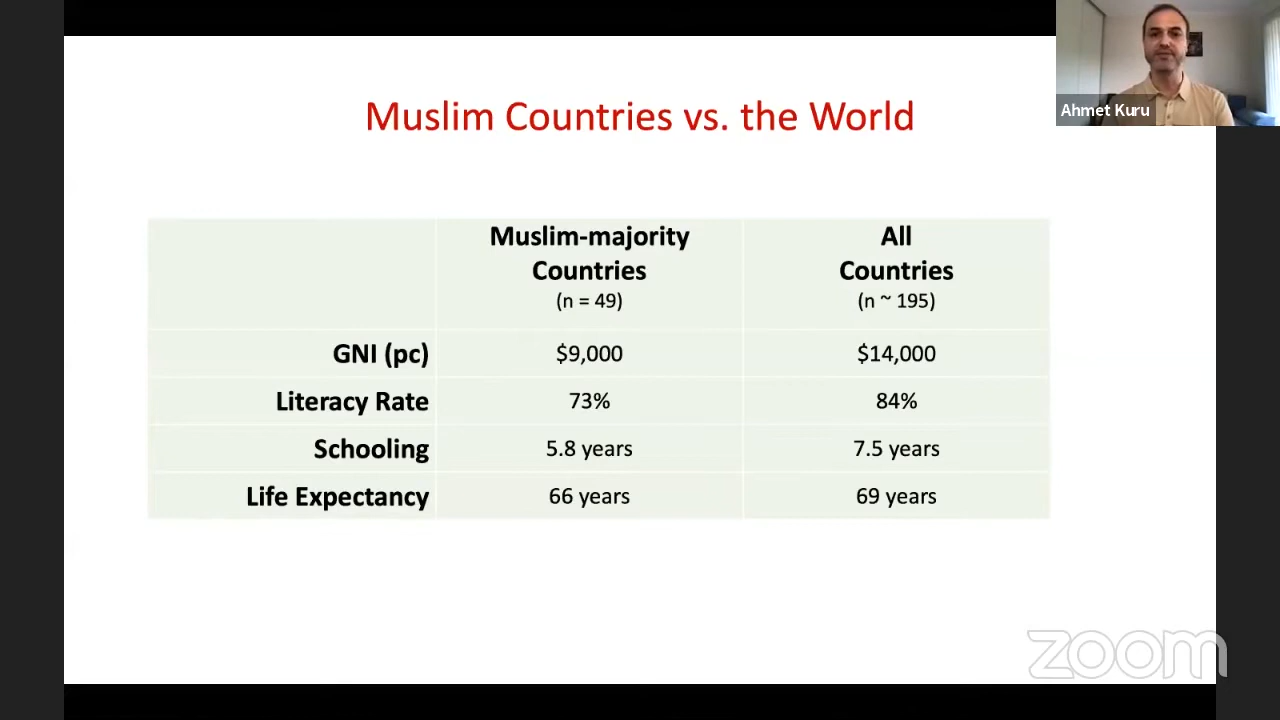 Ahmet Kuru
Muslim Countries vs. the World
Muslim-majority
Countries
(n = 49)
All
Countries
(n ~ 195)
GNI (pc)
$9,000
$14,000
Literacy Rate
73%
84%
Schooling
5.8 years
7.5 years
Life Expectancy
66 years
69 years
zoom